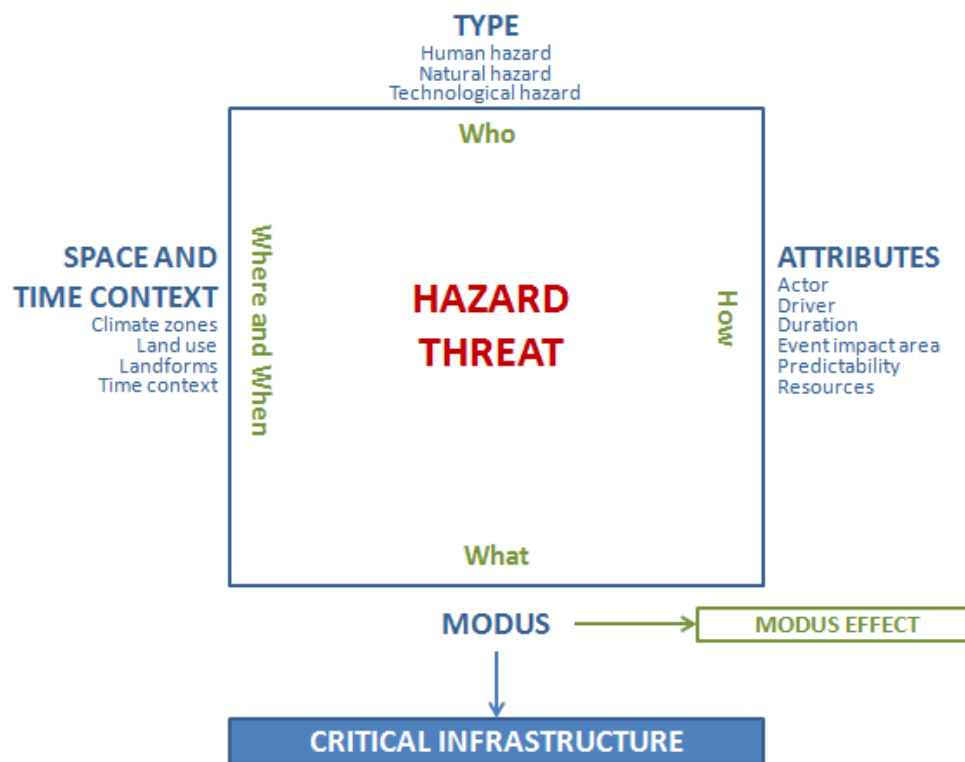 TYPE
Human hazard
Natural hazard
Technological hazard
Who
SPACE AND
TIME CONTEXT
Climate zones
Land use
Landforms
Time context
Where and When
HAZARD
THREAT
How
ATTRIBUTES
Actor
Driver
Duration
Event impact area
Predictability
Resources
What
MODUS
MODUS EFFECT
CRITICAL INFRASTRUCTURE